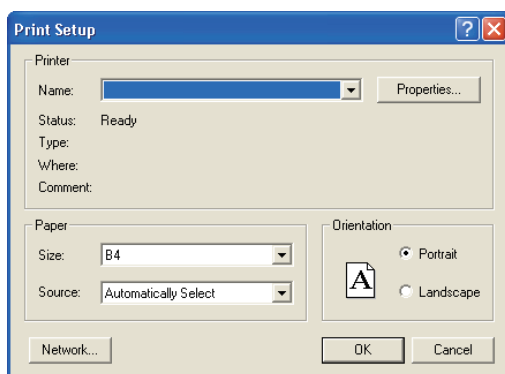 Print Setup
Printer
Name:
Properties...
Status: Ready
Type:
Where:
Comment:
Paper
Size: B4
Source: Automatically Select
Orientation
A
Portrait
Landscape
Network...
OK
Cancel